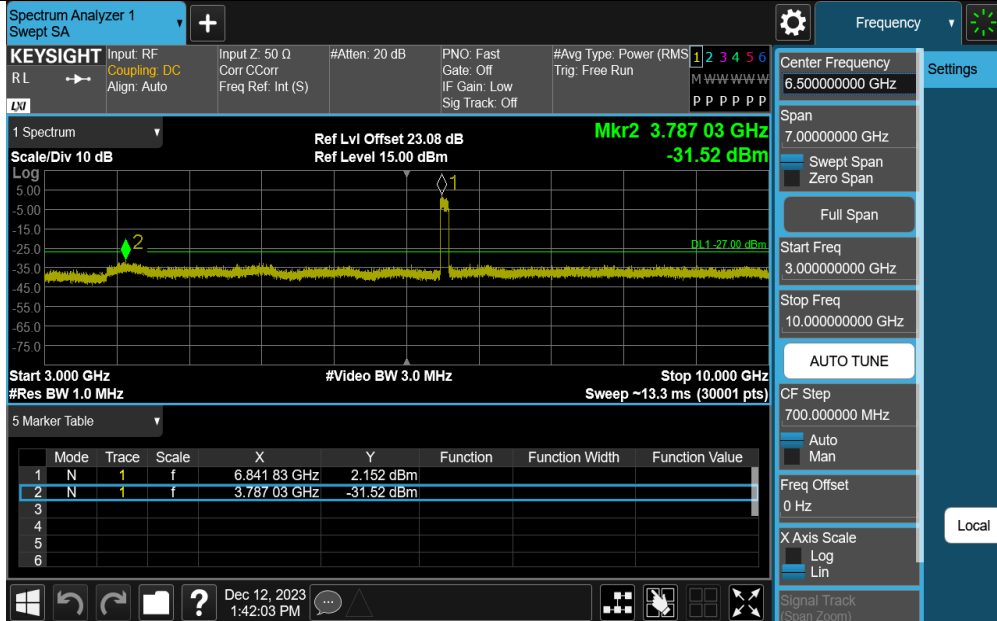 Spectrum Analyzer 1
Swept SA
Frequency
KEYSIGHT
R L
LXI
Input: RF
Coupling: DC
Align: Auto
Input Z: 50 Ω
Corr CCorr
Freq Ref: Int (S)
#Atten: 20 dB
PNO: Fast
Gate: Off
IF Gain: Low
Sig Track: Off
#Avg Type: Power (RMS
Trig: Free Run
1 2 3 4 5 6
M W W W W W
P P P P P P
Center Frequency
6.500000000 GHz
Settings
Span
7.00000000 GHz
Swept Span
Zero Span
Full Span
Start Freq
3.000000000 GHz
Stop Freq
10.000000000 GHz
AUTO TUNE
CF Step
700.000000 MHz
Auto
Man
Freq Offset
0 Hz
X Axis Scale
Log
Lin
Signal Track
(Span Zoom)
Local
1 Spectrum
Scale/Div 10 dB
Ref Lvl Offset 23.08 dB
Ref Level 15.00 dBm
Mkr2 3.787 03 GHz
-31.52 dBm
Log
5.00
-5.00
-15.0
-25.0
-35.0
-45.0
-55.0
-65.0
-75.0
1
2
DL1 -27.00 dBm
Start 3.000 GHz
#Video BW 3.0 MHz
Stop 10.000 GHz
#Res BW 1.0 MHz
Sweep ~13.3 ms (30001 pts)
5 Marker Table
Mode Trace Scale X Y Function Function Width Function Value
1 N 1 f 6.841 83 GHz 2.152 dBm
2 N 1 f 3.787 03 GHz -31.52 dBm
3
4
5
6
?
Dec 12, 2023
1:42:03 PM